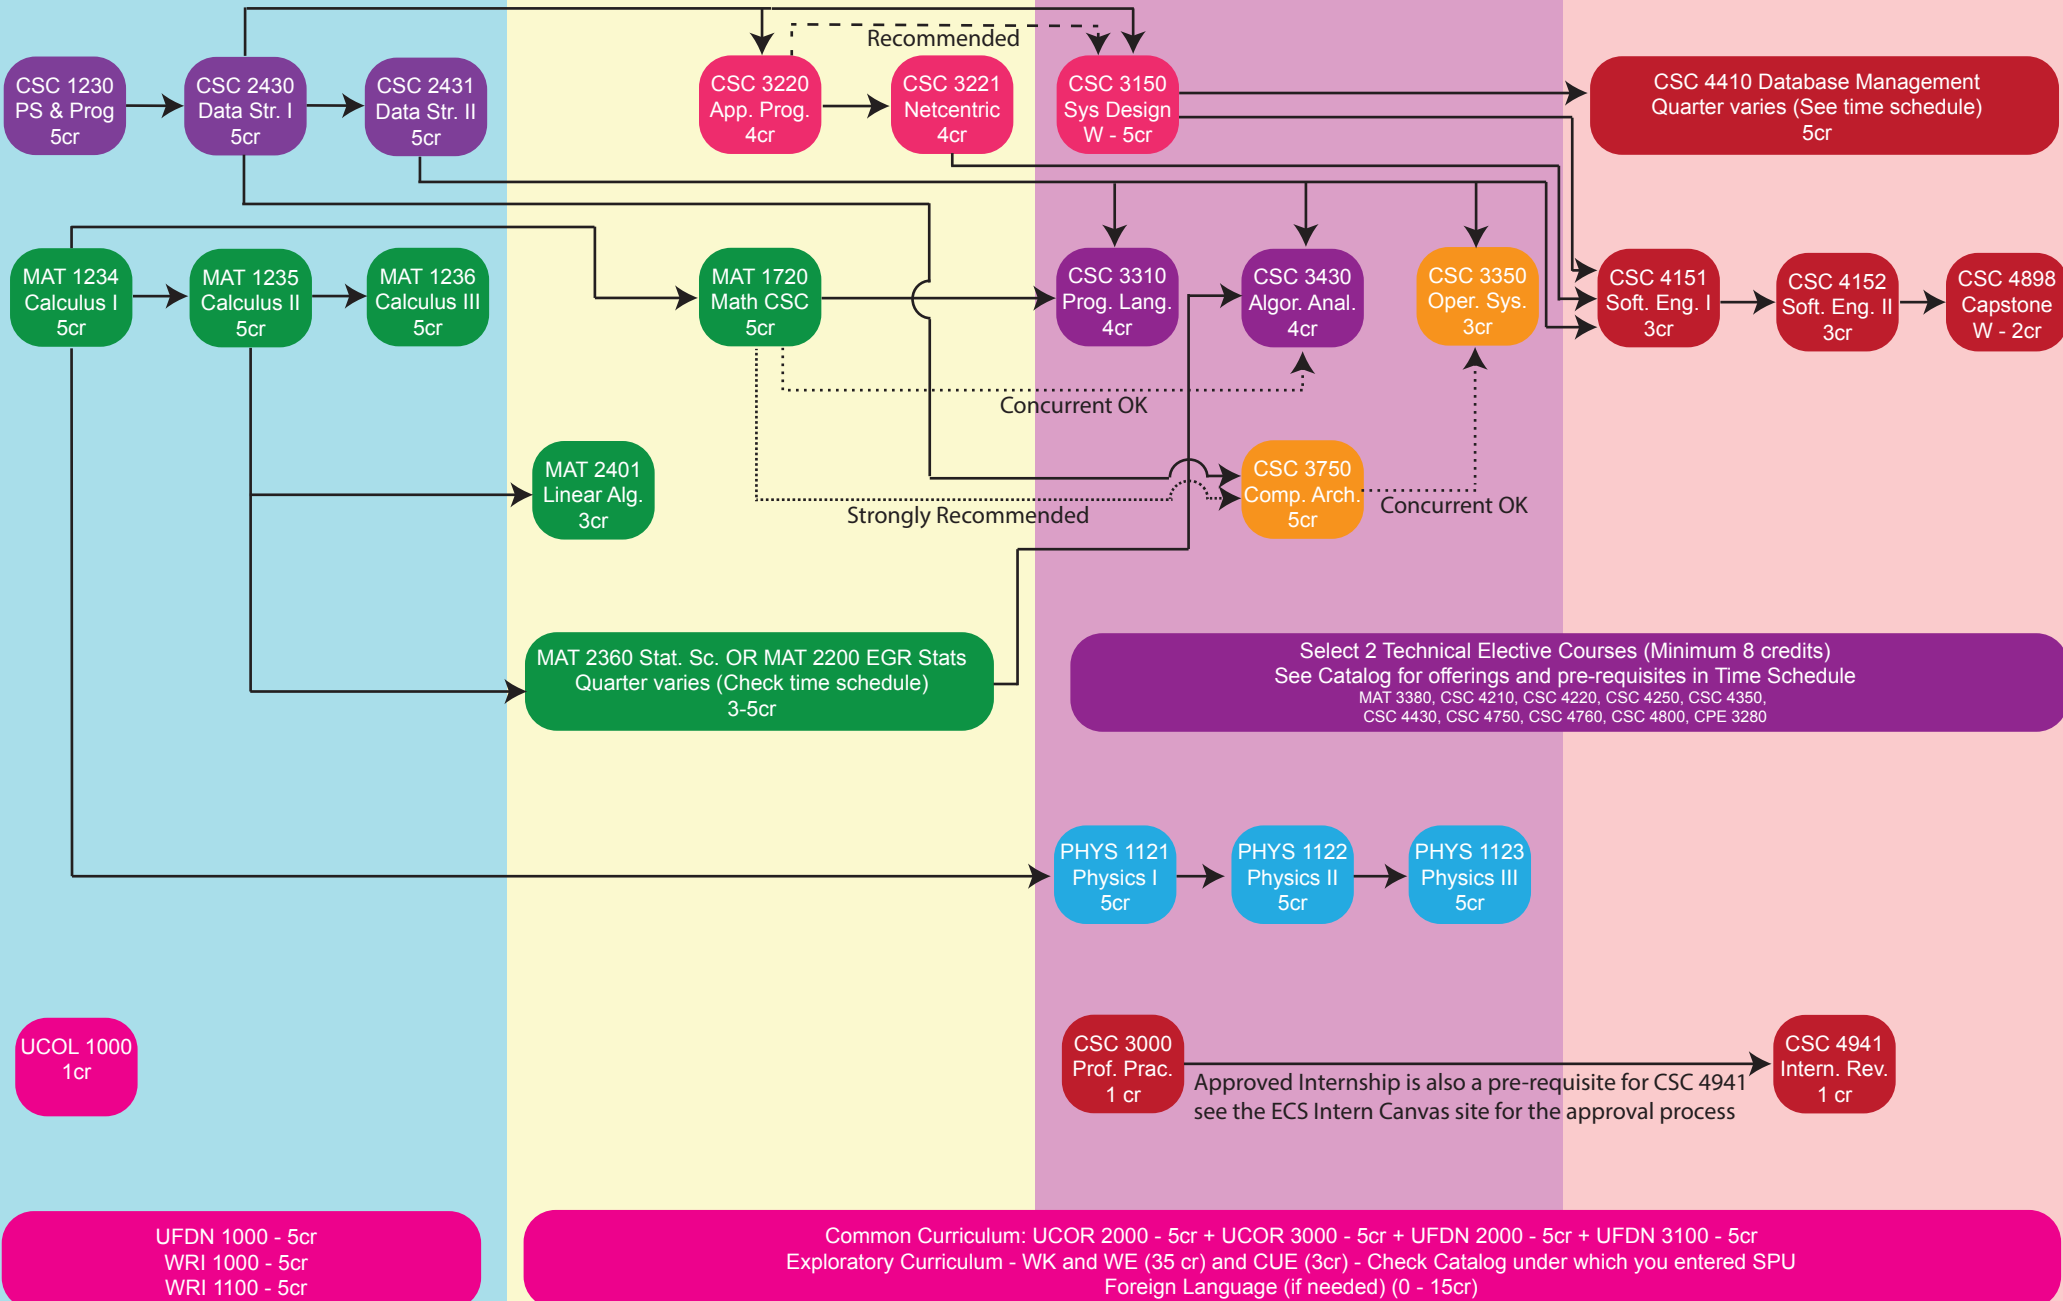 Recommended
CSC 1230
PS & Prog
5cr
CSC 2430
Data Str. I
5cr
CSC 2431
Data Str. II
5cr
CSC 3220
App. Prog.
4cr
CSC 3221
Netcentric
4cr
CSC 3150
Sys Design
W - 5cr
CSC 4410 Database Management
Quarter varies (See time schedule)
5cr
MAT 1234
Calculus I
5cr
MAT 1235
Calculus II
5cr
MAT 1236
Calculus III
5cr
MAT 1720
Math CSC
5cr
CSC 3310
Prog. Lang.
4cr
CSC 3430
Algor. Anal.
4cr
CSC 3350
Oper. Sys.
3cr
CSC 4151
Soft. Eng. I
3cr
CSC 4152
Soft. Eng. II
3cr
CSC 4898
Capstone
W - 2cr
Concurrent OK
MAT 2401
Linear Alg.
3cr
Strongly Recommended
CSC 3750
Comp. Arch.
5cr
Concurrent OK
MAT 2360 Stat. Sc. OR MAT 2200 EGR Stats
Quarter varies (Check time schedule)
3-5cr
Select 2 Technical Elective Courses (Minimum 8 credits)
See Catalog for offerings and pre-requisites in Time Schedule
MAT 3380, CSC 4210, CSC 4220, CSC 4250, CSC 4350,
CSC 4430, CSC 4750, CSC 4760, CSC 4800, CPE 3280
PHYS 1121
Physics I
5cr
PHYS 1122
Physics II
5cr
PHYS 1123
Physics III
5cr
UCOL 1000
1cr
CSC 3000
Prof. Prac.
1 cr
Approved Internship is also a pre-requisite for CSC 4941
see the ECS Intern Canvas site for the approval process
CSC 4941
Intern. Rev.
1 cr
UFDN 1000 - 5cr
WRI 1000 - 5cr
WRI 1100 - 5cr
Common Curriculum: UCOR 2000 - 5cr + UCOR 3000 - 5cr + UFDN 2000 - 5cr + UFDN 3100 - 5cr
Exploratory Curriculum - WK and WE (35 cr) and CUE (3cr) - Check Catalog under which you entered SPU
Foreign Language (if needed) (0 - 15cr)